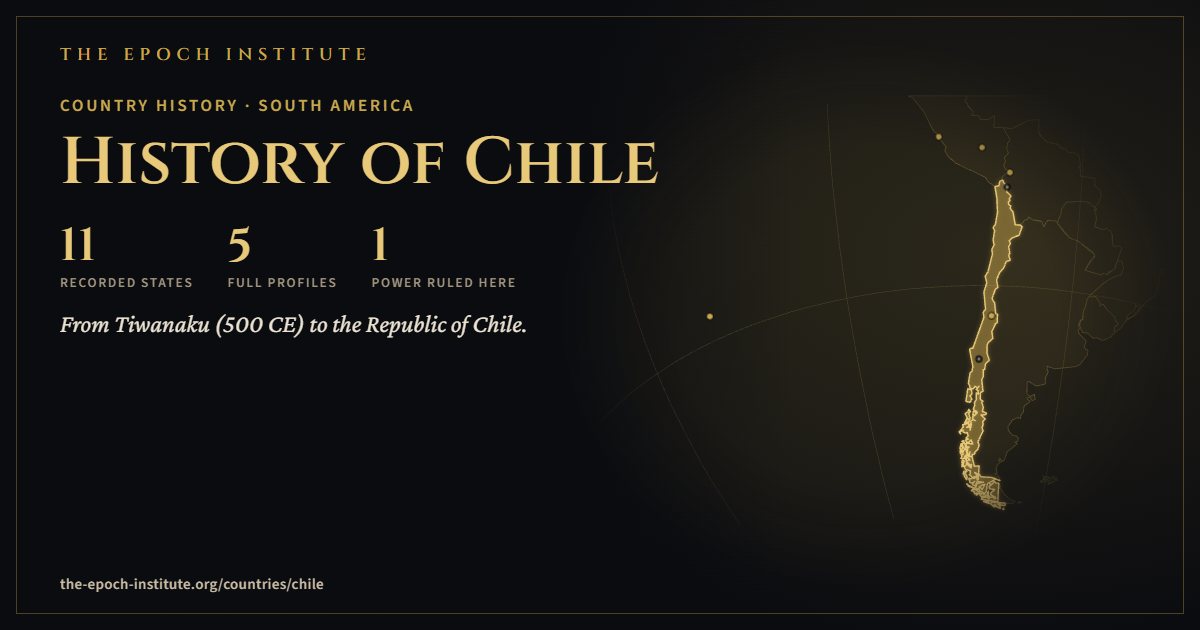 THE EPOCH INSTITUTE
COUNTRY HISTORY · SOUTH AMERICA
HISTORY OF CHILE
11 5 1
RECORDED STATES FULL PROFILES POWER RULED HERE
From Tiwanaku (500 CE) to the Republic of Chile.
the-epoch-institute.org/countries/chile